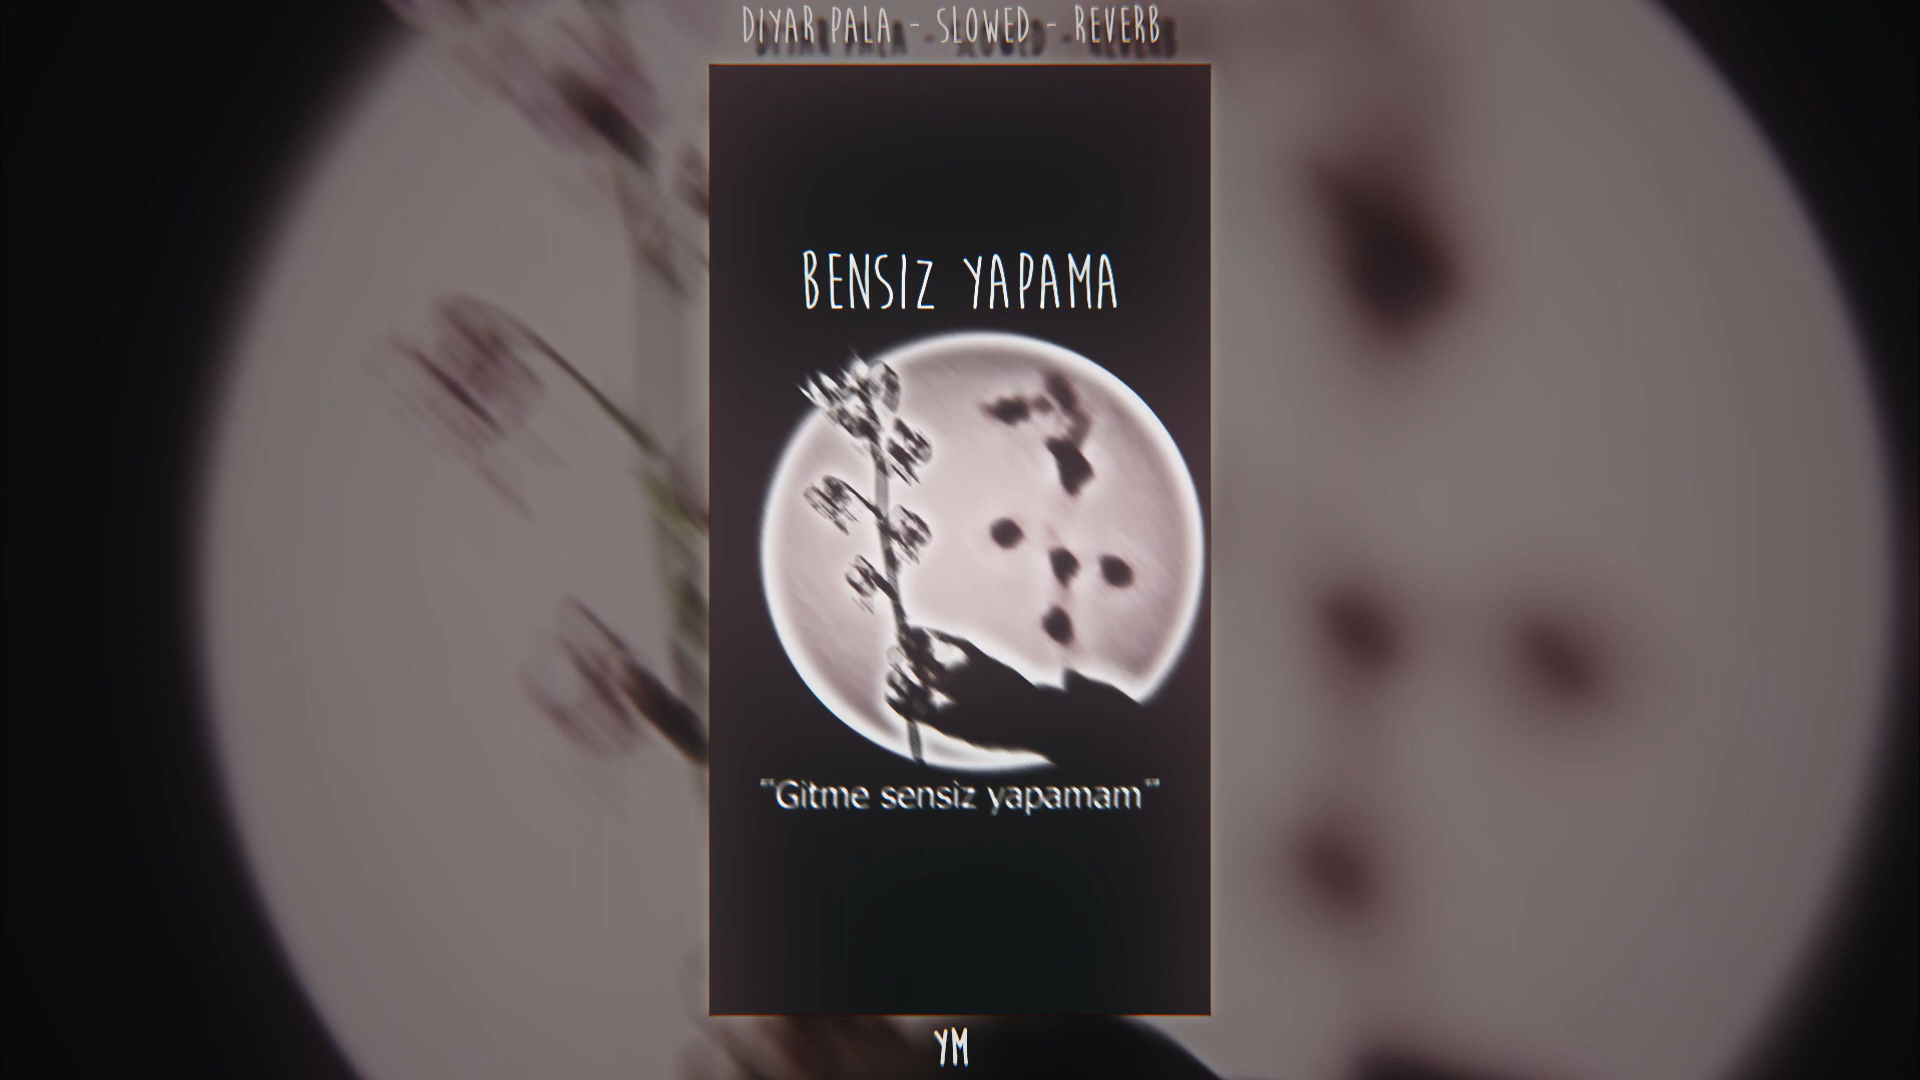 DIYAR PALA - SLOWED - REVERB
BENSIZ YAPAMA
"Gitme sensiz yapamam"
YM